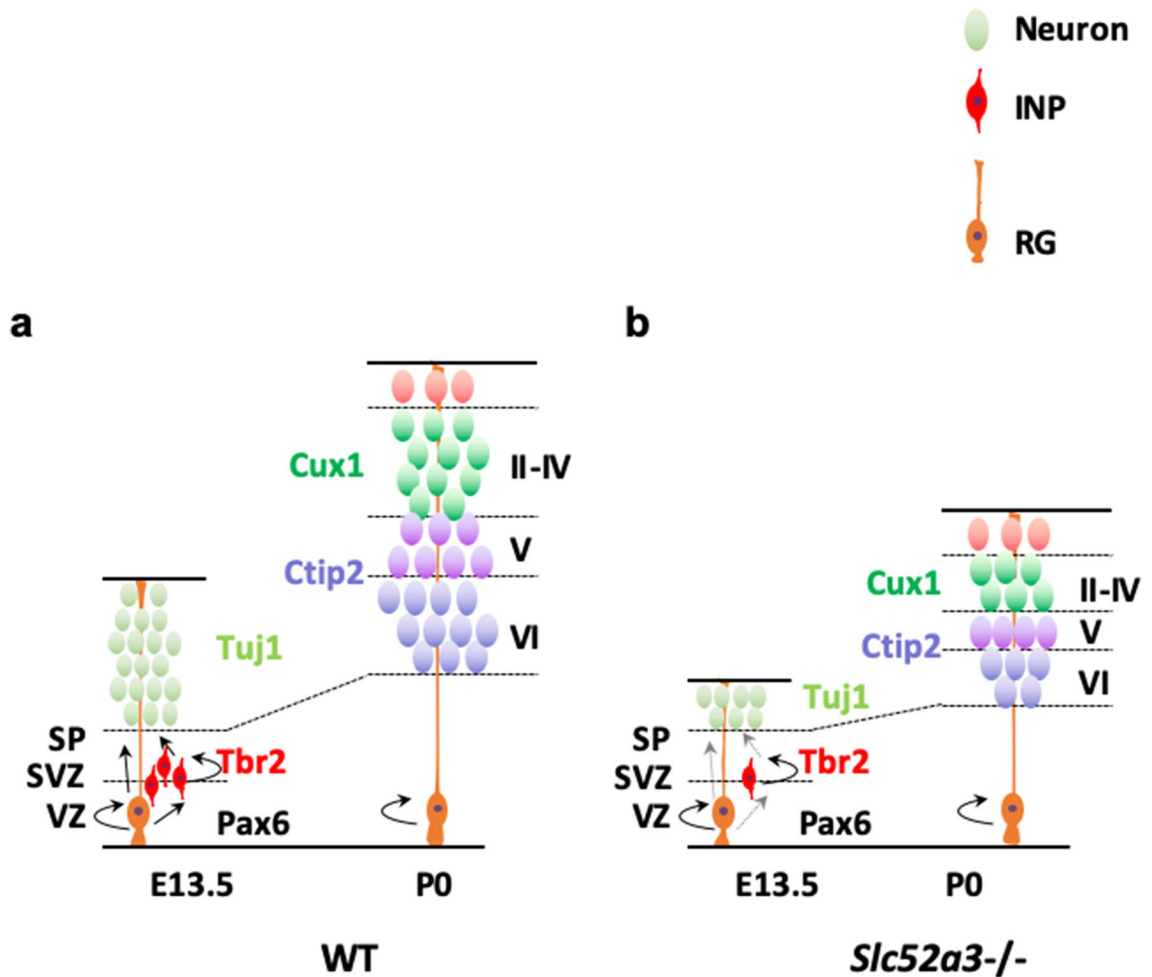 Neuron
INP
RG
a
b
Cux1
II-IV
V
Ctip2
VI
Tuj1
SP
SVZ
Tbr2
VZ
Pax6
E13.5
P0
WT
Cux1
II-IV
V
Ctip2
VI
Tuj1
SP
SVZ
Tbr2
VZ
Pax6
E13.5
P0
Slc52a3-/-